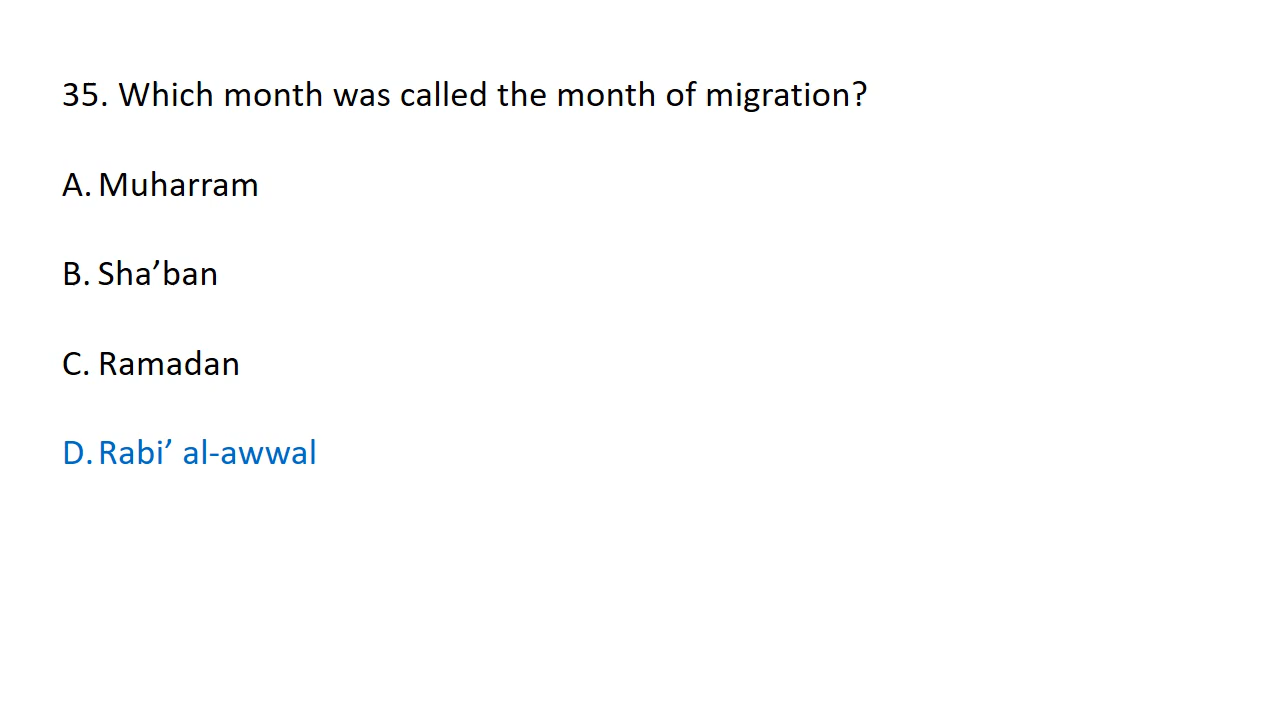 35. Which month was called the month of migration?
A. Muharram
B. Sha’ban
C. Ramadan
D. Rabi’ al-awwal